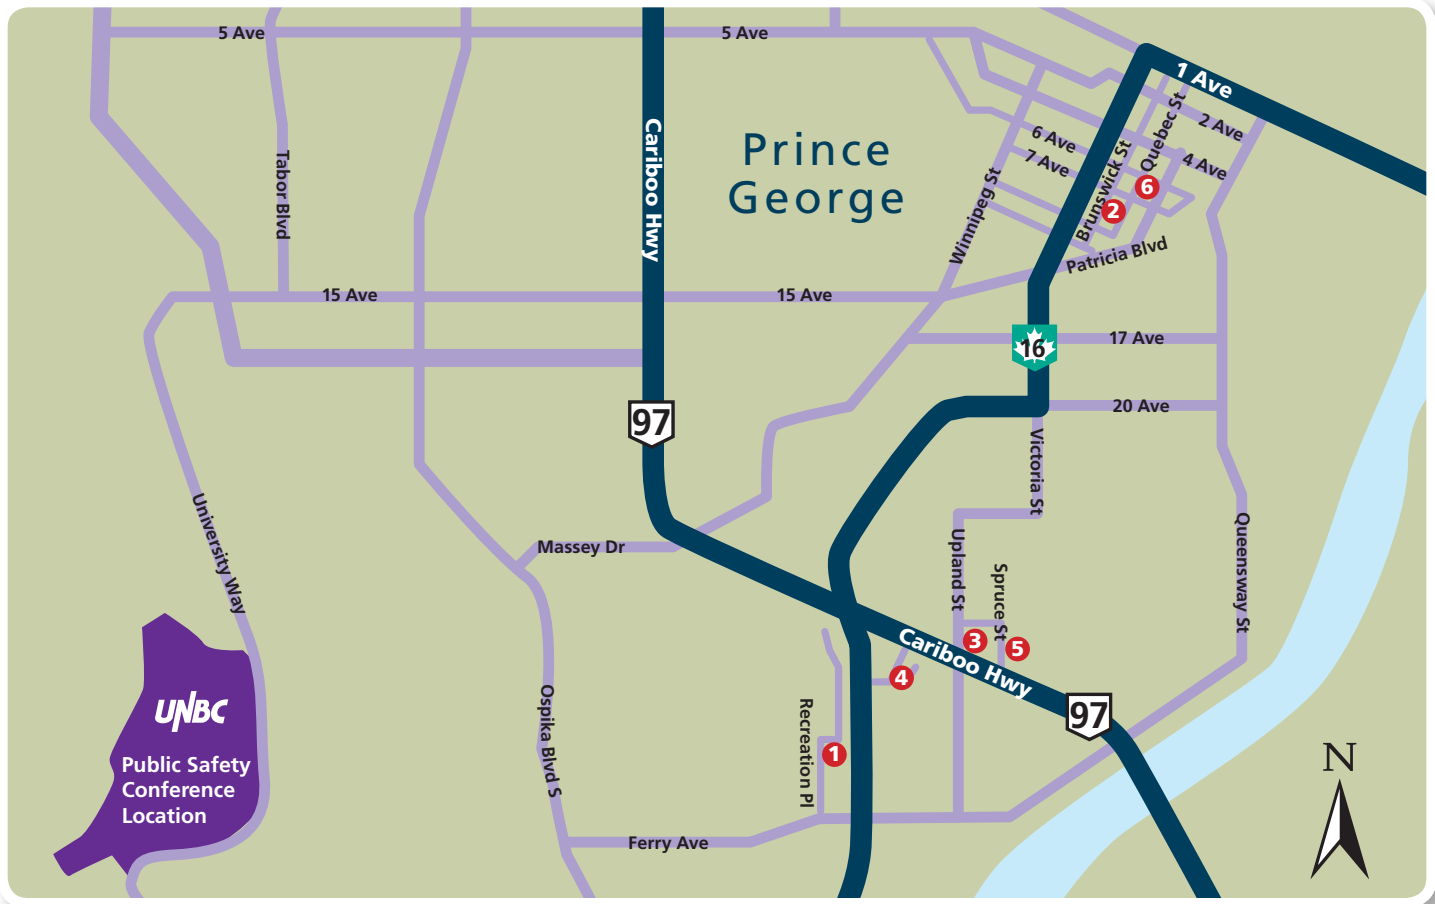 5 Ave
5 Ave
1 Ave
Tabor Blvd
Cariboo Hwy
Prince
George
6 Ave
7 Ave
2 Ave
4 Ave
Quebec St
Brunswick St
6
2
Winnipeg St
Patricia Blvd
15 Ave
15 Ave
17 Ave
16
20 Ave
97
Victoria St
University Way
Massey Dr
Upland St
Spruce St
Queensway St
3
5
Cariboo Hwy
4
97
UNBC
Public Safety
Conference
Location
Ospika Blvd S
Recreation Pl
1
Ferry Ave
N